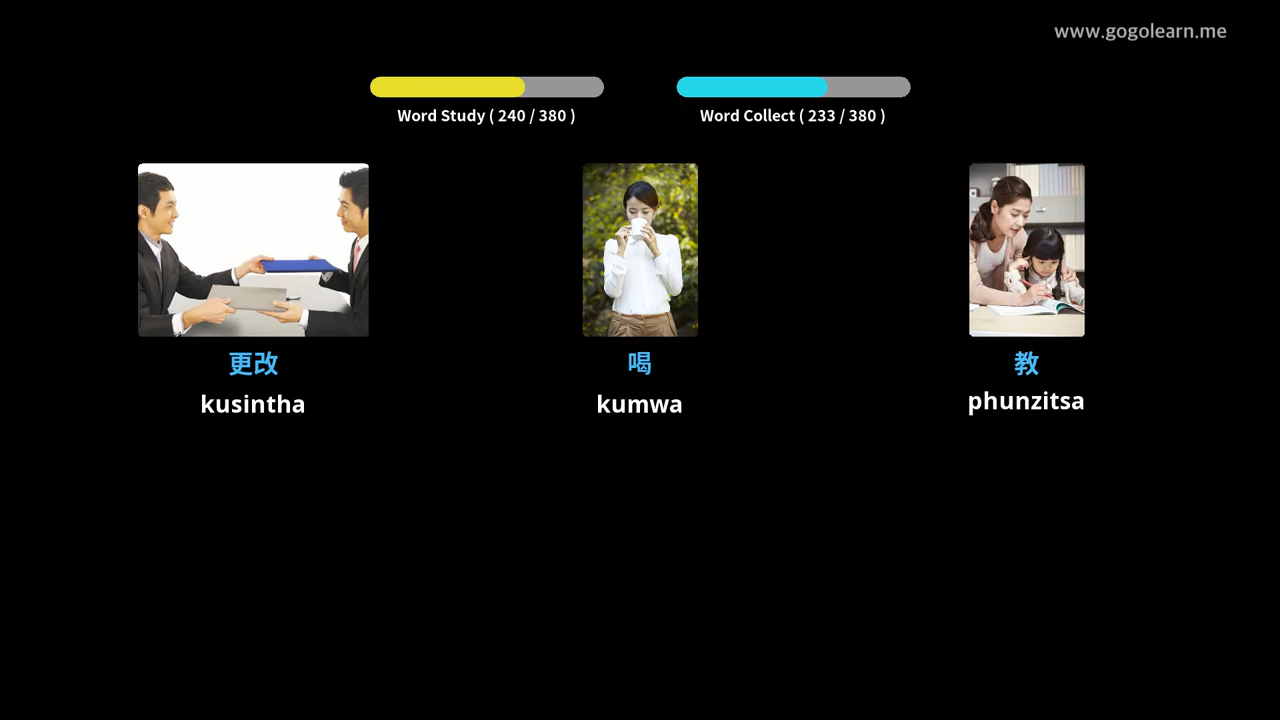 www.gogolearn.me
Word Study ( 240 / 380 )
Word Collect ( 233 / 380 )
更改
喝
教
kusintha
kumwa
phunzitsa